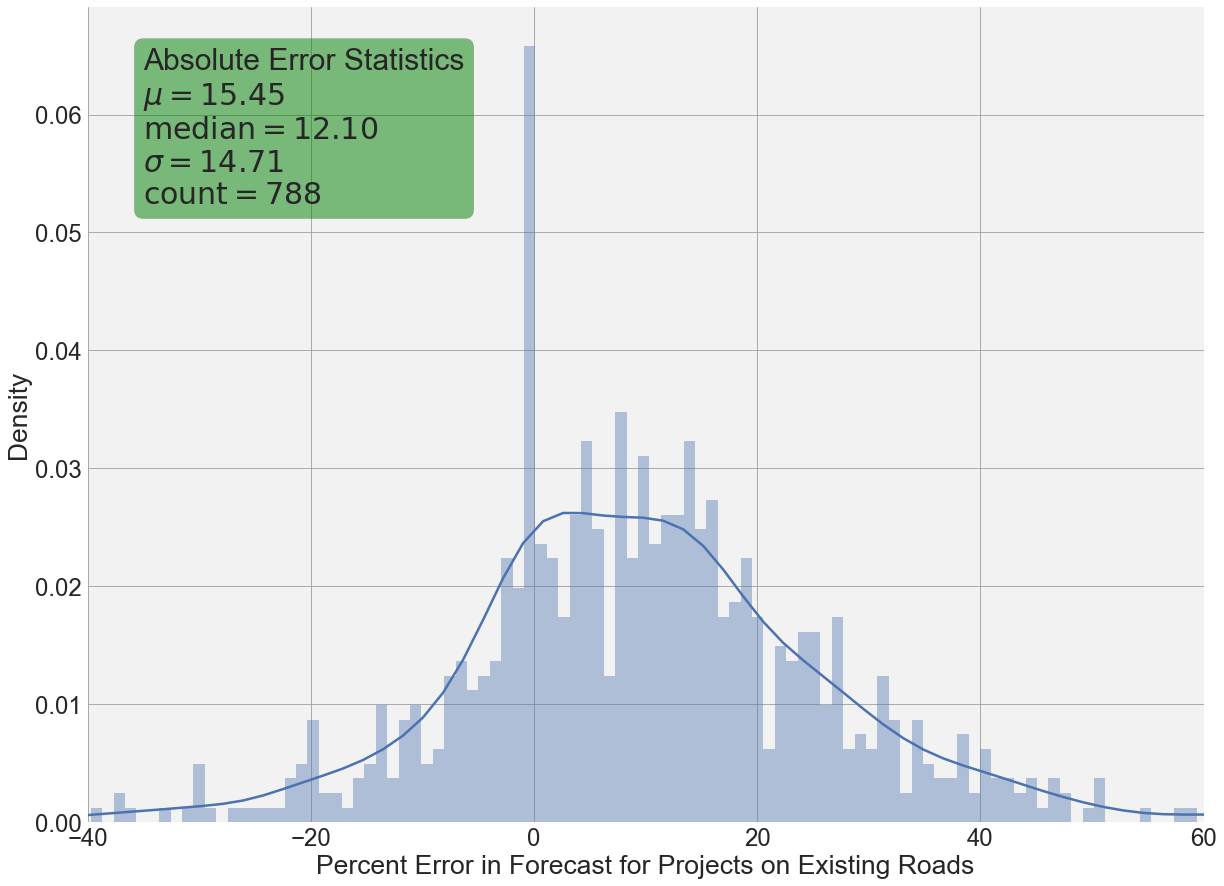 Absolute Error Statistics
μ = 15.45
median = 12.10
σ = 14.71
count = 788
0.06
0.05
0.04
0.03
0.02
0.01
0.00
Density
−40
−20
0
20
40
60
Percent Error in Forecast for Projects on Existing Roads